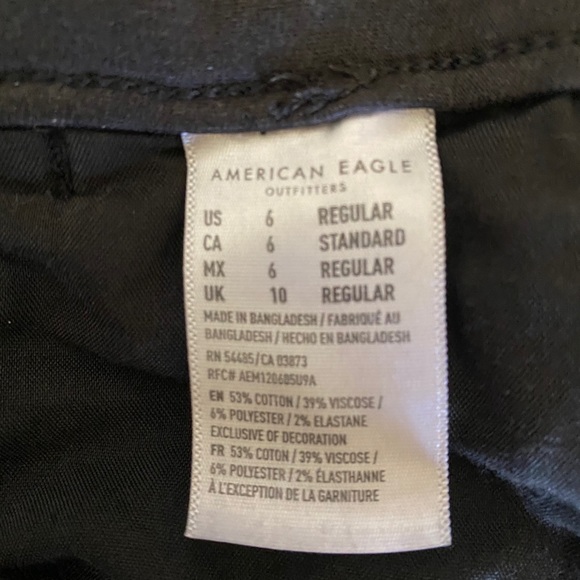 AMERICAN EAGLE
OUTFITTERS
US 6 REGULAR
CA 6 STANDARD
MX 6 REGULAR
UK 10 REGULAR
MADE IN BANGLADESH / FABRIQUÉ AU
BANGLADESH / HECHO EN BANGLADESH
RN 54485/CA 03873
RFC# AEM120605U9A
EN 53% COTTON / 39% VISCOSE /
6% POLYESTER / 2% ELASTANE
EXCLUSIVE OF DECORATION
FR 53% COTON / 39% VISCOSE /
6% POLYESTER / 2% ÉLASTHANNE
À L'EXCEPTION DE LA GARNITURE